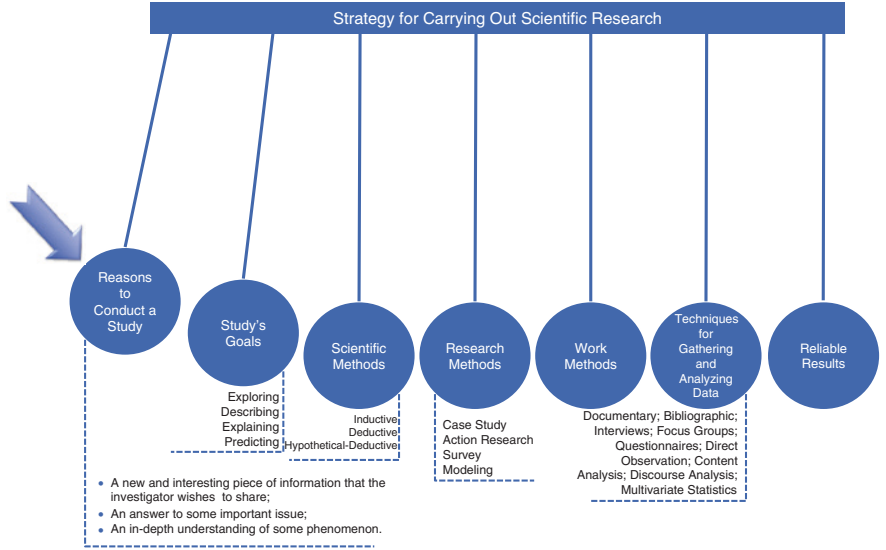 Strategy for Carrying Out Scientific Research
Reasons
to
Conduct a
Study
Study's
Goals
Scientific
Methods
Research
Methods
Work
Methods
Techniques
for
Gathering
and
Analyzing
Data
Reliable
Results
Exploring
Describing
Explaining
Predicting
Inductive
Deductive
Hypothetical-Deductive
Case Study
Action Research
Survey
Modeling
Documentary; Bibliographic;
Interviews; Focus Groups;
Questionnaires; Direct
Observation; Content
Analysis; Discourse Analysis;
Multivariate Statistics
• A new and interesting piece of information that the
investigator wishes to share;
• An answer to some important issue;
• An in-depth understanding of some phenomenon.